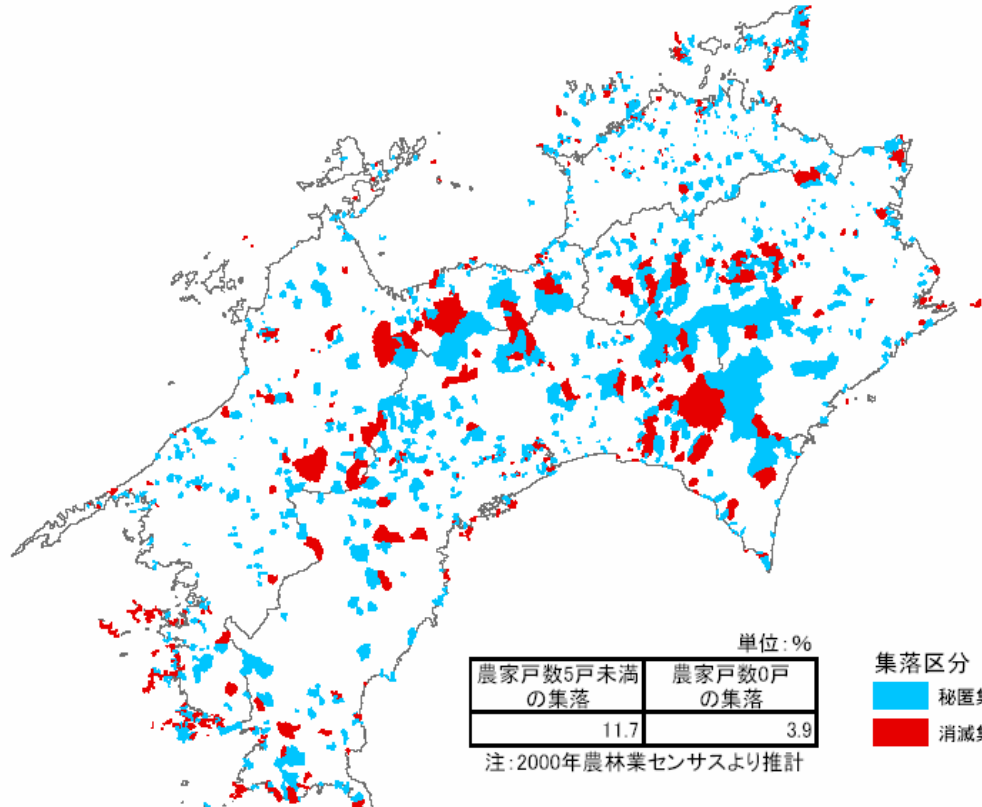 単位:%
農家戸数5戸未満の集落
農家戸数0戸の集落
11.7
3.9
注:2000年農林業センサスより推計
集落区分
秘匿集
消滅集